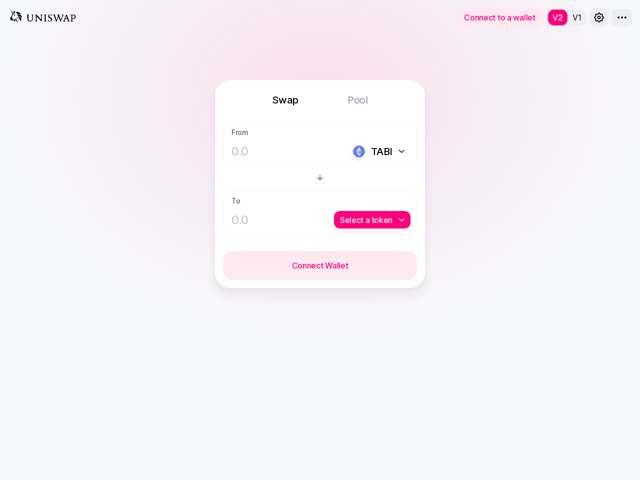 UNISWAP
Connect to a wallet
V2 V1
Swap Pool
From
0.0
TABI
To
0.0
Select a token
Connect Wallet